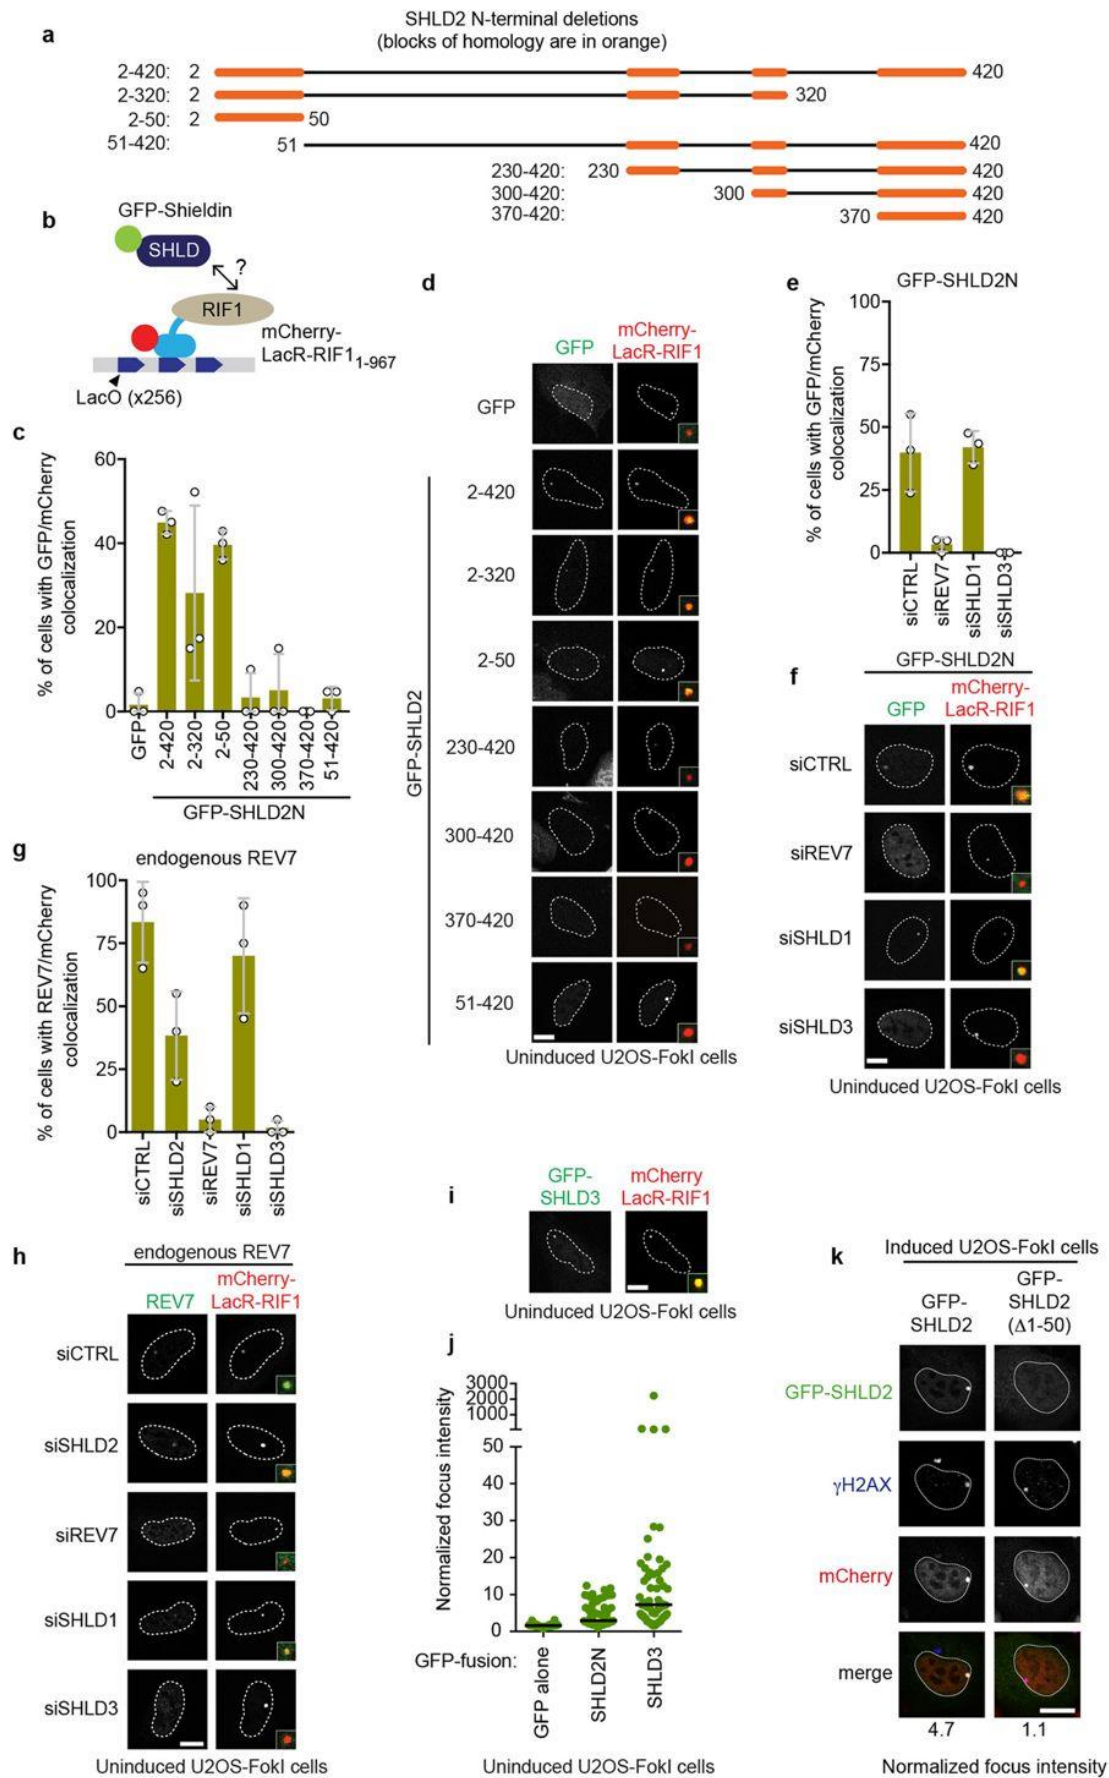 a
SHLD2 N-terminal deletions
(blocks of homology are in orange)
2-420: 2 420
2-320: 2 320
2-50: 2 50
51-420: 51 420
230-420: 230 420
300-420: 300 420
370-420: 370 420
b
GFP-Shieldin
SHLD
?
RIF1
mCherry-
LacR-RIF1 1-967
LacO (x256)
c
% of cells with GFP/mCherry
colocalization
60
40
20
0
GFP
2-420
2-320
2-50
230-420
300-420
370-420
51-420
GFP-SHLD2N
d
GFP
mCherry-
LacR-RIF1
GFP
2-420
2-320
2-50
230-420
300-420
370-420
51-420
GFP-SHLD2
Uninduced U2OS-FokI cells
e
GFP-SHLD2N
% of cells with GFP/mCherry
colocalization
100
75
50
25
0
siCTRL
siREV7
siSHLD1
siSHLD3
f
GFP-SHLD2N
GFP
mCherry-
LacR-RIF1
siCTRL
siREV7
siSHLD1
siSHLD3
Uninduced U2OS-FokI cells
g
endogenous REV7
% of cells with REV7/mCherry
colocalization
100
75
50
25
0
siCTRL
siSHLD2
siREV7
siSHLD1
siSHLD3
h
endogenous REV7
REV7
mCherry-
LacR-RIF1
siCTRL
siSHLD2
siREV7
siSHLD1
siSHLD3
Uninduced U2OS-FokI cells
i
GFP-
SHLD3
mCherry
LacR-RIF1
Uninduced U2OS-FokI cells
j
Normalized focus intensity
3000
2000
1000
50
40
30
20
10
0
GFP-fusion:
GFP alone
SHLD2N
SHLD3
Uninduced U2OS-FokI cells
k
Induced U2OS-FokI cells
GFP-
SHLD2
GFP-
SHLD2
(Δ1-50)
GFP-SHLD2
γH2AX
mCherry
merge
4.7 1.1
Normalized focus intensity